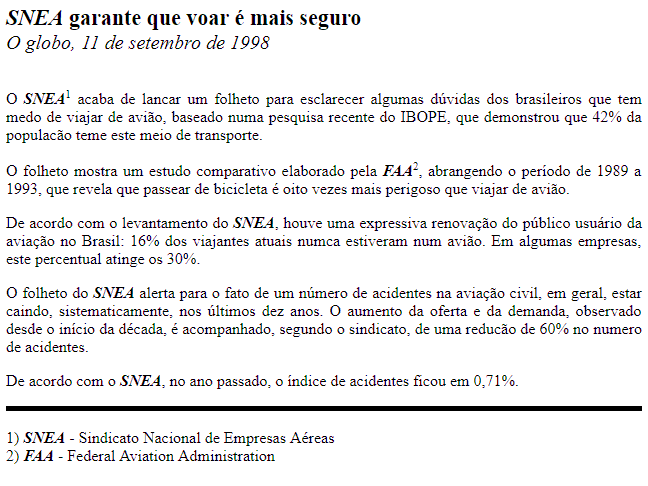 SNEA garante que voar é mais seguro
O globo, 11 de setembro de 1998
O SNEA1 acaba de lancar um folheto para esclarecer algumas dúvidas dos brasileiros que tem
medo de viajar de avião, baseado numa pesquisa recente do IBOPE, que demonstrou que 42% da
populacão teme este meio de transporte.
O folheto mostra um estudo comparativo elaborado pela FAA2, abrangendo o período de 1989 a
1993, que revela que passear de bicicleta é oito vezes mais perigoso que viajar de avião.
De acordo com o levantamento do SNEA, houve uma expressiva renovação do público usuário da
aviação no Brasil: 16% dos viajantes atuais numca estiveram num avião. Em algumas empresas,
este percentual atinge os 30%.
O folheto do SNEA alerta para o fato de um número de acidentes na aviação civil, em geral, estar
caindo, sistematicamente, nos últimos dez anos. O aumento da oferta e da demanda, observado
desde o início da década, é acompanhado, segundo o sindicato, de uma redução de 60% no numero
de acidentes.
De acordo com o SNEA, no ano passado, o índice de acidentes ficou em 0,71%.
1) SNEA - Sindicato Nacional de Empresas Aéreas
2) FAA - Federal Aviation Administration